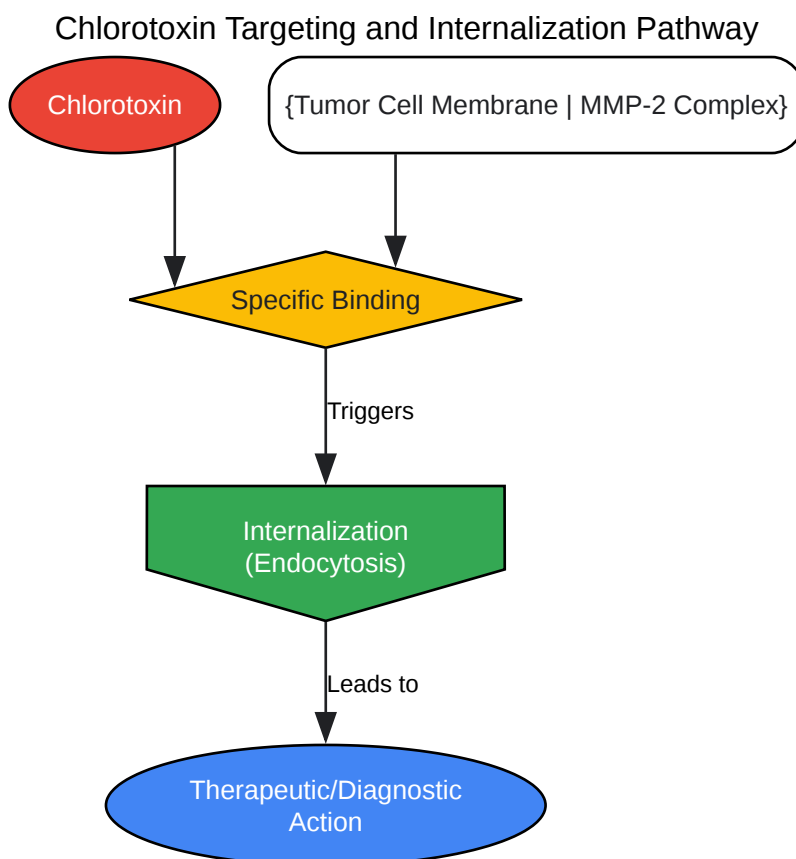 Chlorotoxin Targeting and Internalization Pathway
Chlorotoxin
{Tumor Cell Membrane | MMP-2 Complex}
Specific Binding
Triggers
Internalization
(Endocytosis)
Leads to
Therapeutic/Diagnostic
Action